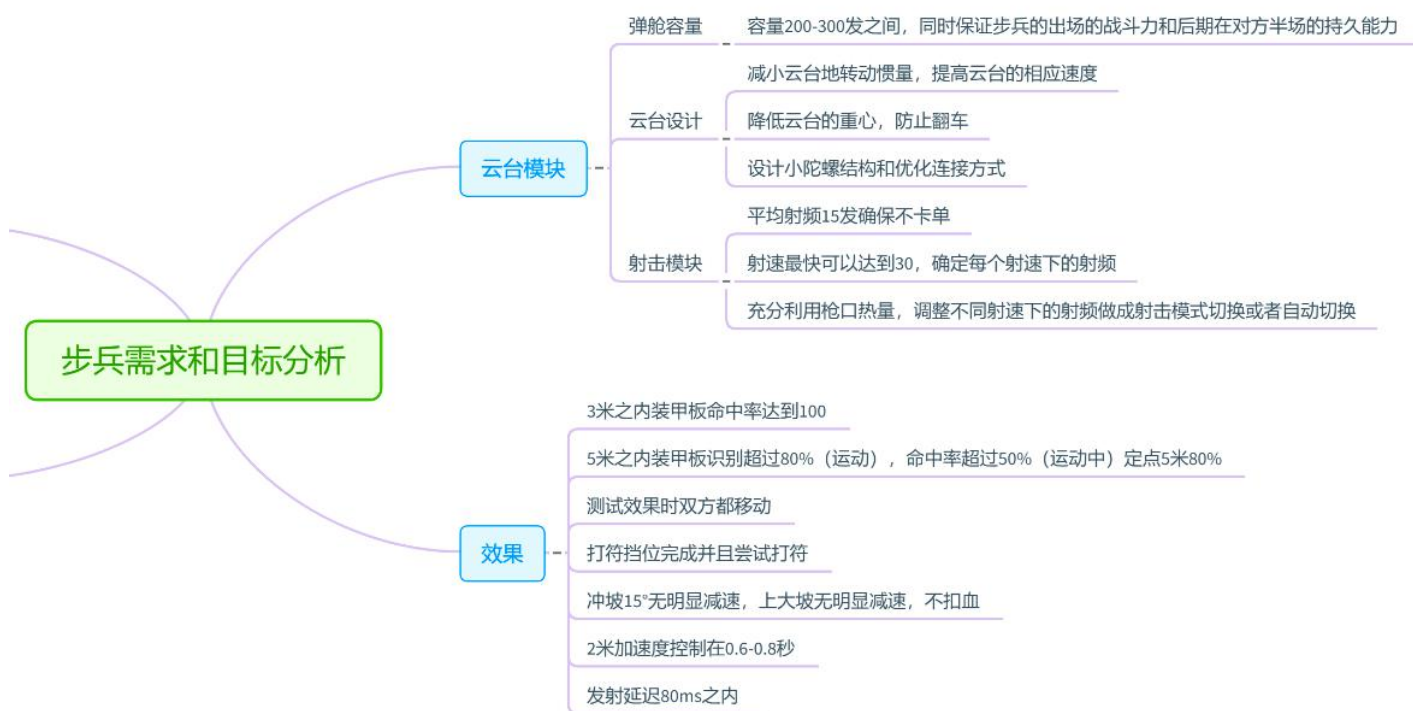 步兵需求和目标分析
云台模块
弹舱容量
容量200-300发之间，同时保证步兵的出场的战斗力和后期在对方半场的持久能力
云台设计
减小云台地转动惯量，提高云台的相应速度
降低云台的重心，防止翻车
设计小陀螺结构和优化连接方式
射击模块
平均射频15发确保不卡单
射速最快可以达到30，确定每个射速下的射频
充分利用枪口热量，调整不同射速下的射频做成射击模式切换或者自动切换
效果
3米之内装甲板命中率达到100
5米之内装甲板识别超过80%（运动），命中率超过50%（运动中）定点5米80%
测试效果时双方都移动
打符挡位完成并且尝试打符
冲坡15°无明显减速，上大坡无明显减速，不扣血
2米加速度控制在0.6-0.8秒
发射延迟80ms之内